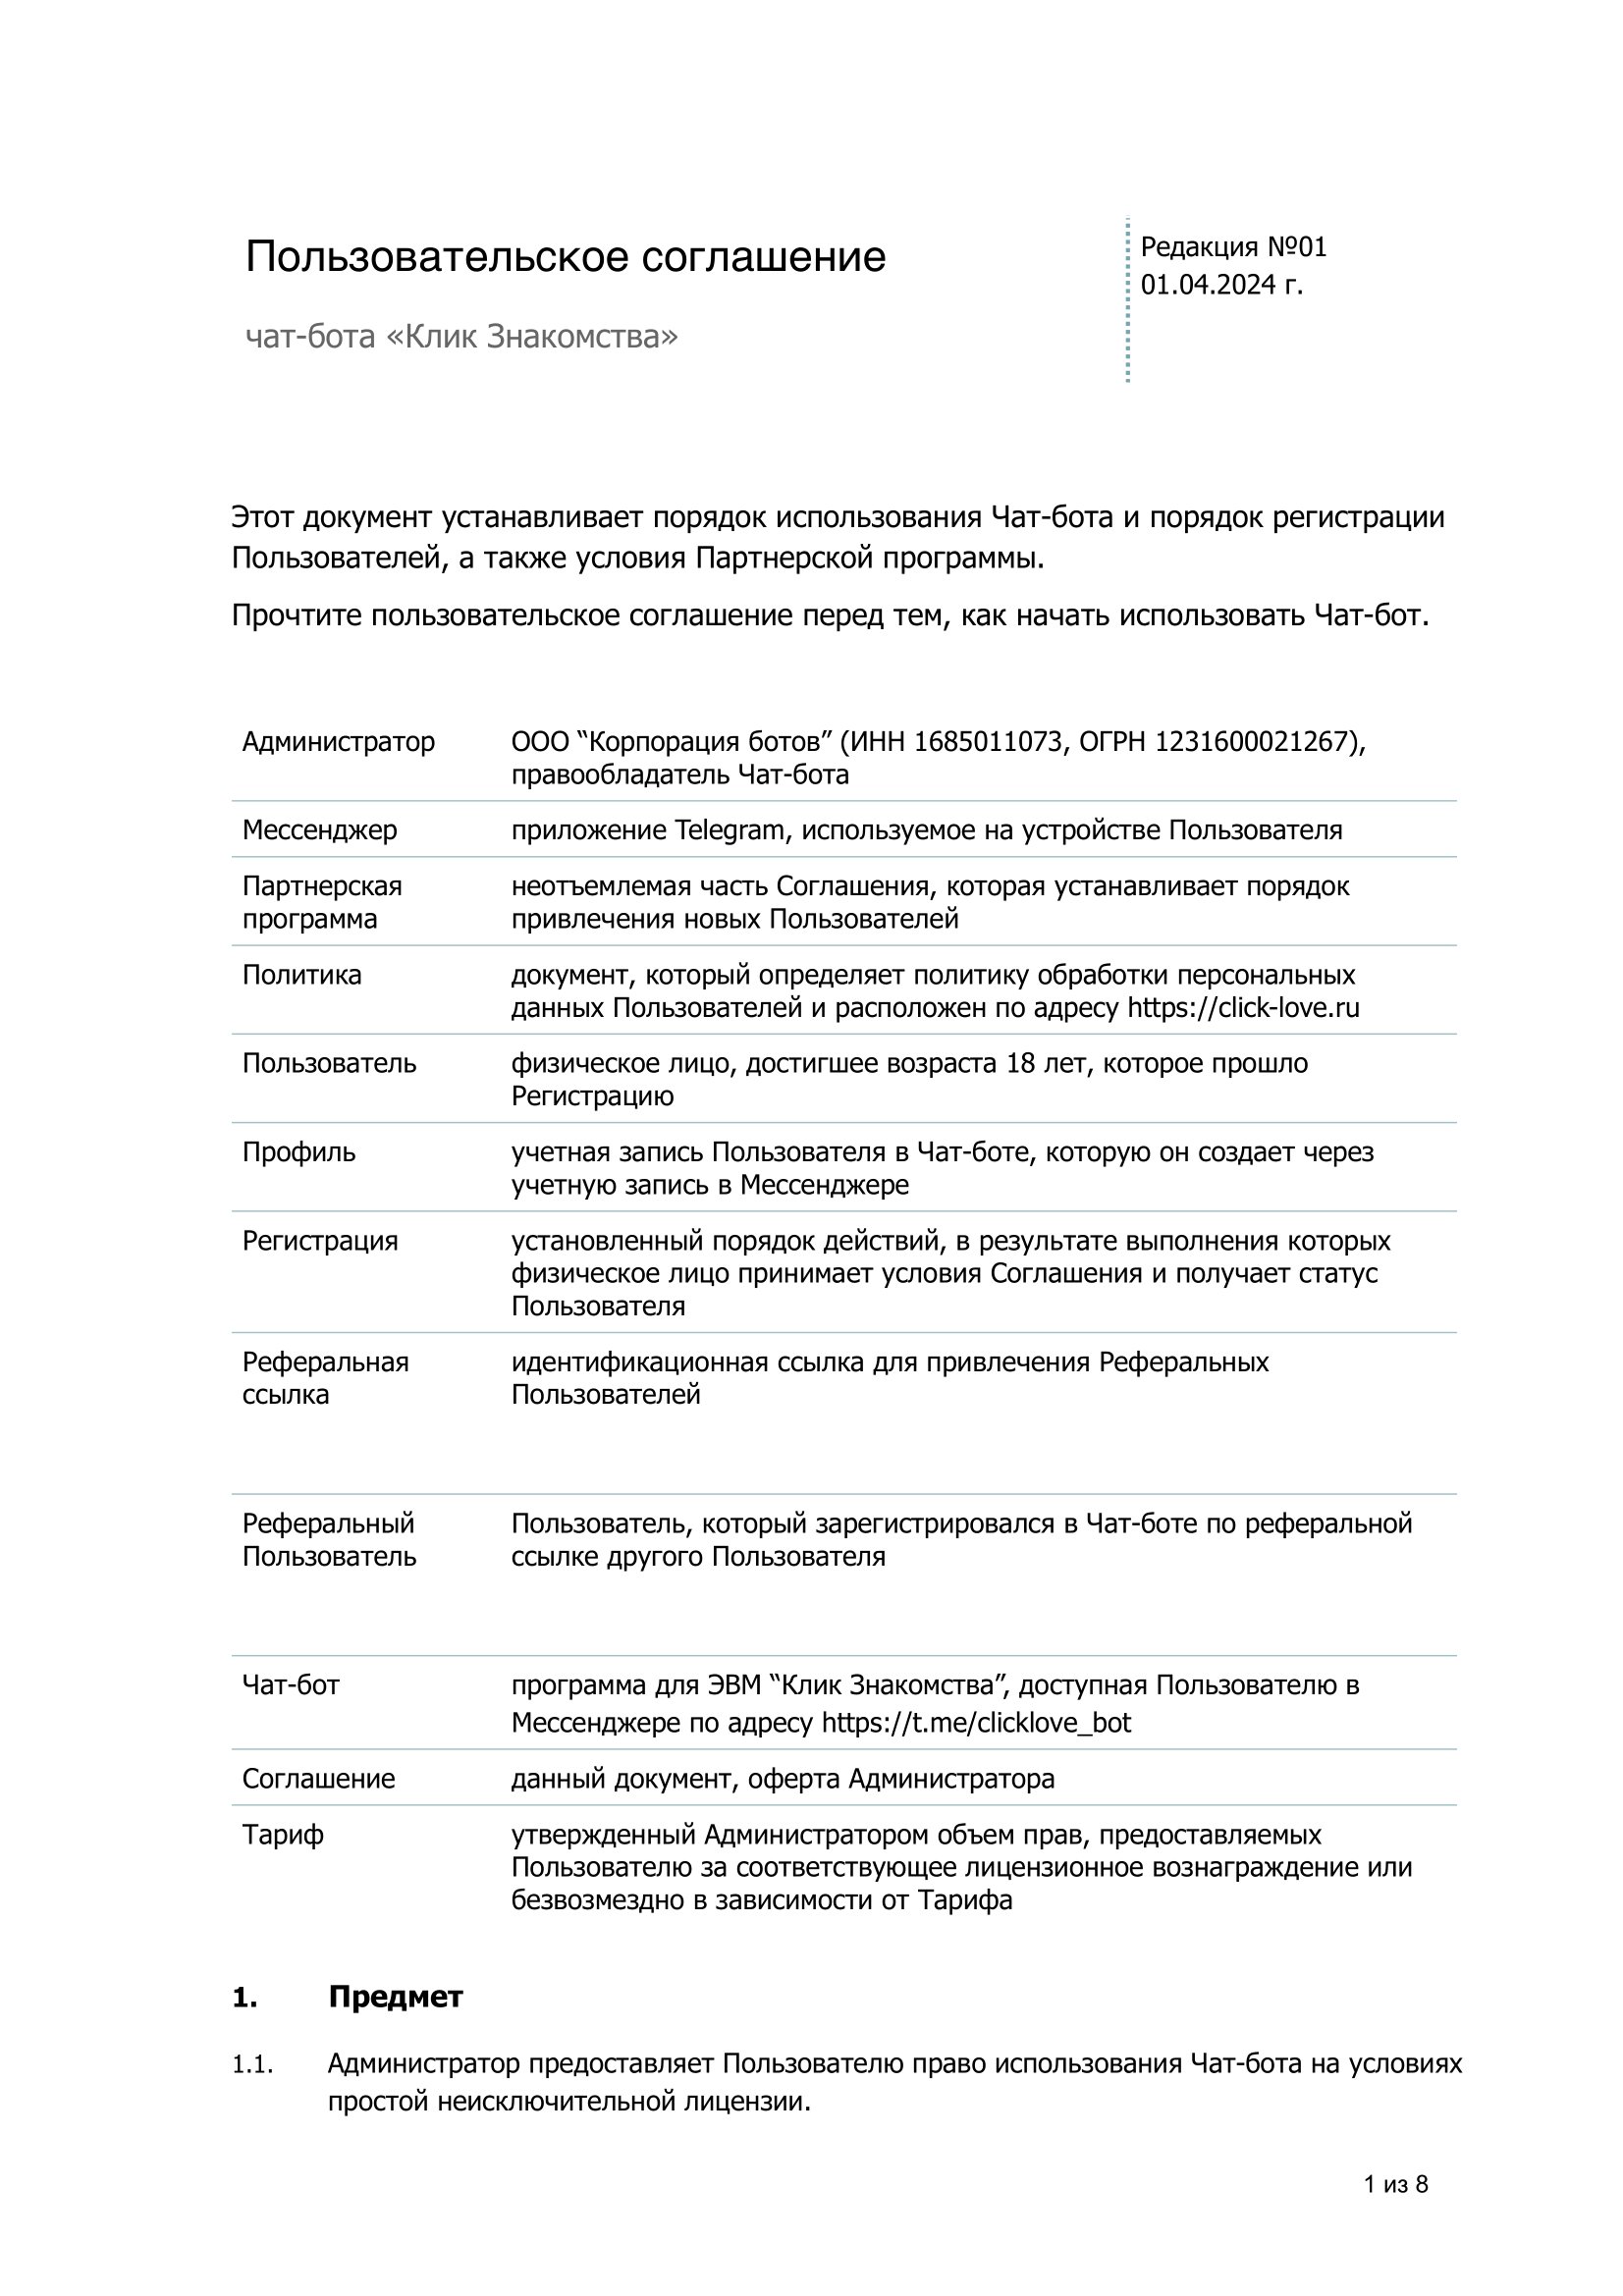 Пользовательское соглашение
чат-бота «Клик Знакомства»
Редакция №01
01.04.2024 г.
Этот документ устанавливает порядок использования Чат-бота и порядок регистрации
Пользователей, а также условия Партнерской программы.
Прочтите пользовательское соглашение перед тем, как начать использовать Чат-бот.
Администратор
ООО “Корпорация ботов” (ИНН 1685011073, ОГРН 1231600021267),
правообладатель Чат-бота
Мессенджер
приложение Telegram, используемое на устройстве Пользователя
Партнерская
программа
неотъемлемая часть Соглашения, которая устанавливает порядок
привлечения новых Пользователей
Политика
документ, который определяет политику обработки персональных
данных Пользователей и расположен по адресу https://click-love.ru
Пользователь
физическое лицо, достигшее возраста 18 лет, которое прошло
Регистрацию
Профиль
учетная запись Пользователя в Чат-боте, которую он создает через
учетную запись в Мессенджере
Регистрация
установленный порядок действий, в результате выполнения которых
физическое лицо принимает условия Соглашения и получает статус
Пользователя
Реферальная
ссылка
идентификационная ссылка для привлечения Реферальных
Пользователей
Реферальный
Пользователь
Пользователь, который зарегистрировался в Чат-боте по реферальной
ссылке другого Пользователя
Чат-бот
программа для ЭВМ “Клик Знакомства”, доступная Пользователю в
Мессенджере по адресу https://t.me/clicklove_bot
Соглашение
данный документ, оферта Администратора
Тариф
утвержденный Администратором объем прав, предоставляемых
Пользователю за соответствующее лицензионное вознаграждение или
безвозмездно в зависимости от Тарифа
1. Предмет
1.1. Администратор предоставляет Пользователю право использования Чат-бота на условиях
простой неисключительной лицензии.
1 из 8